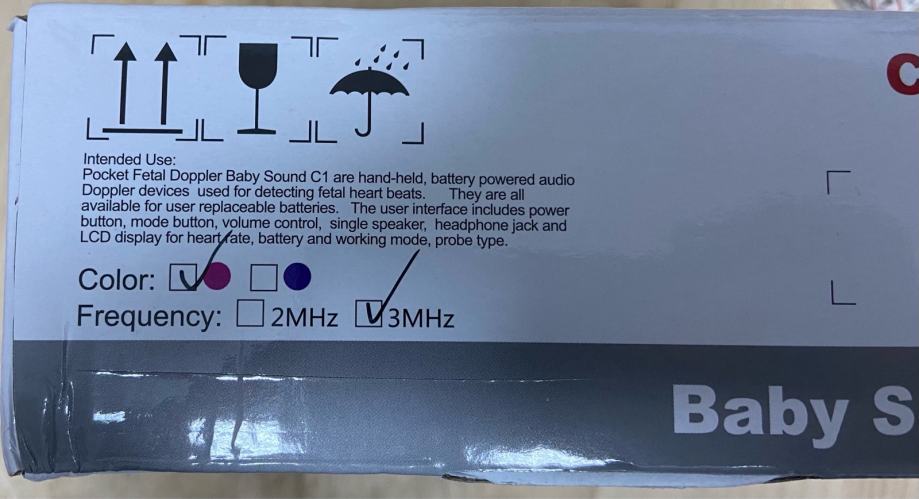 Intended Use:
Pocket Fetal Doppler Baby Sound C1 are hand-held, battery powered audio
Doppler devices used for detecting fetal heart beats. They are all
available for user replaceable batteries. The user interface includes power
button, mode button, volume control, single speaker, headphone jack and
LCD display for heart rate, battery and working mode, probe type.
Color:
Frequency: 2MHz 3MHz
C
Baby S